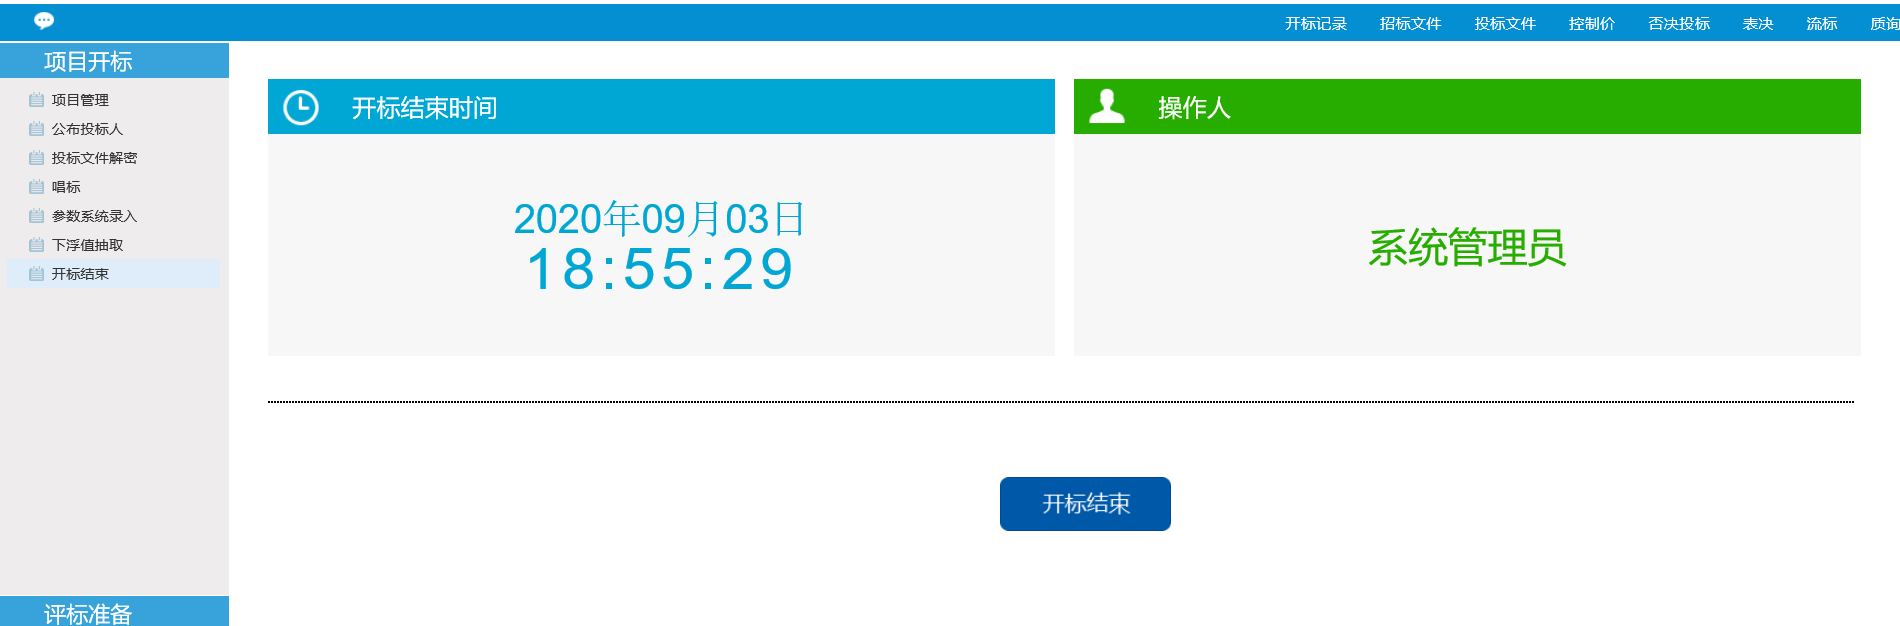 开标记录 招标文件 投标文件 控制价 否决投标 表决 流标 质询
项目开标
项目管理
公布投标人
投标文件解密
唱标
参数系统录入
下浮值抽取
开标结束
评标准备
开标结束时间
2020年09月03日
18:55:29
操作人
系统管理员
开标结束